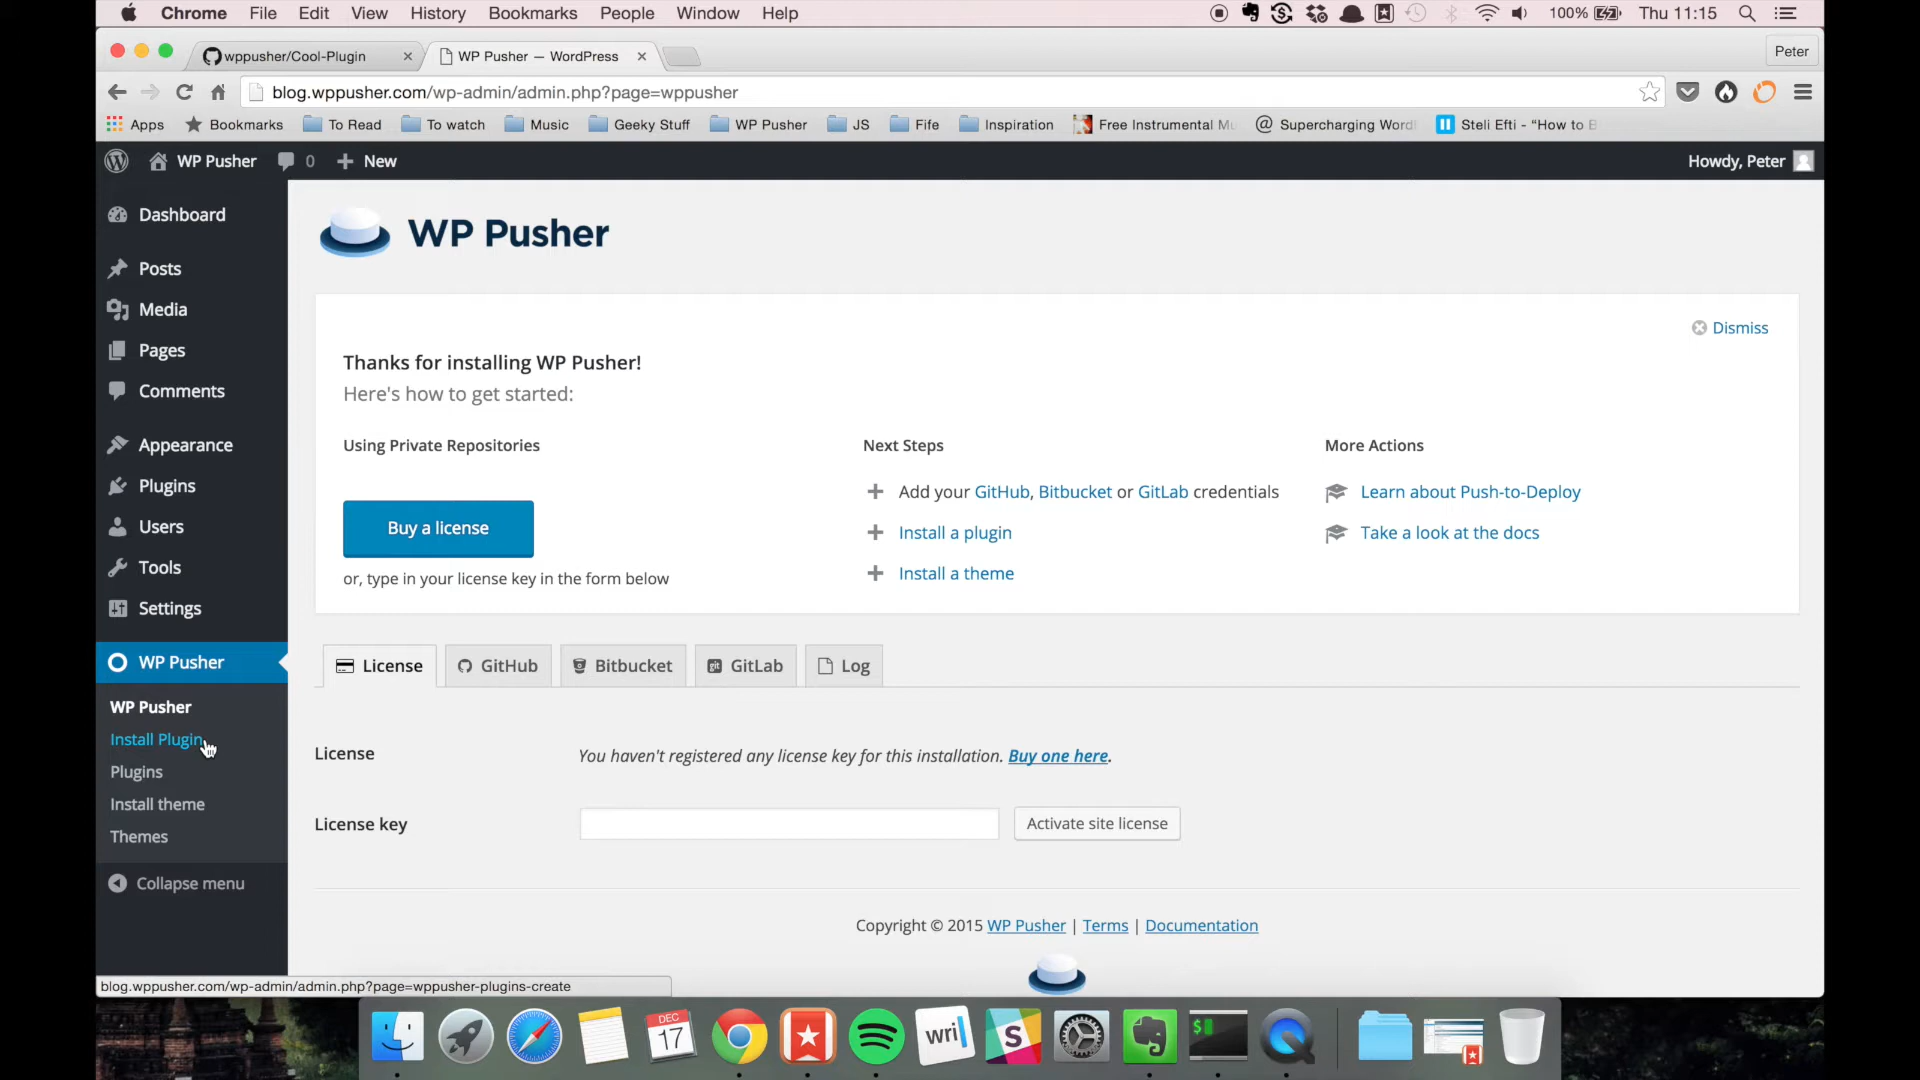 Chrome File Edit View History Bookmarks People Window Help 100% Thu 11:15
wppusher/Cool-Plugin WP Pusher — WordPress Peter
blog.wppusher.com/wp-admin/admin.php?page=wppusher
Apps Bookmarks To Read To watch Music Geeky Stuff WP Pusher JS Fife Inspiration Free Instrumental Mu @ Supercharging Word Steli Efti - “How to B
WP Pusher 0 New Howdy, Peter
Dashboard
Posts
Media
Pages
Comments
Appearance
Plugins
Users
Tools
Settings
WP Pusher
WP Pusher
Install Plugin
Plugins
Install theme
Themes
Collapse menu
WP Pusher
Dismiss
Thanks for installing WP Pusher!
Here's how to get started:
Using Private Repositories
Buy a license
or, type in your license key in the form below
Next Steps
Add your GitHub, Bitbucket or GitLab credentials
Install a plugin
Install a theme
More Actions
Learn about Push-to-Deploy
Take a look at the docs
License GitHub Bitbucket GitLab Log
License You haven't registered any license key for this installation. Buy one here.
License key Activate site license
Copyright © 2015 WP Pusher | Terms | Documentation
blog.wppusher.com/wp-admin/admin.php?page=wppusher-plugins-create
DEC
17
wri
S
$